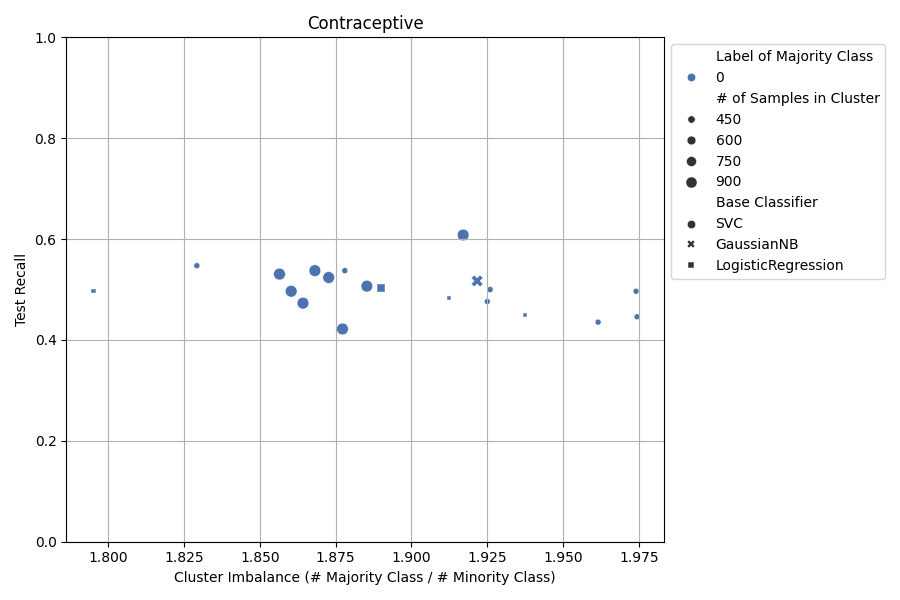 Contraceptive
1.0
0.8
0.6
0.4
0.2
0.0
Test Recall
1.800
1.825
1.850
1.875
1.900
1.925
1.950
1.975
Cluster Imbalance (# Majority Class / # Minority Class)
Label of Majority Class
0
# of Samples in Cluster
450
600
750
900
Base Classifier
SVC
GaussianNB
LogisticRegression